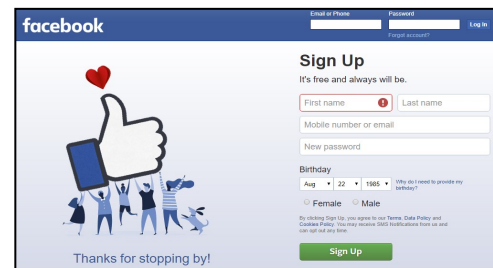 facebook
Email or Phone
Password
Log In
Forgot account?
Sign Up
It's free and always will be.
First name
Last name
Mobile number or email
New password
Birthday
Aug 22 1985
Why do I need to provide my
birthday?
Female Male
By clicking Sign Up, you agree to our Terms, Data Policy and
Cookies Policy. You may receive SMS Notifications from us and
can opt out any time.
Sign Up
Thanks for stopping by!